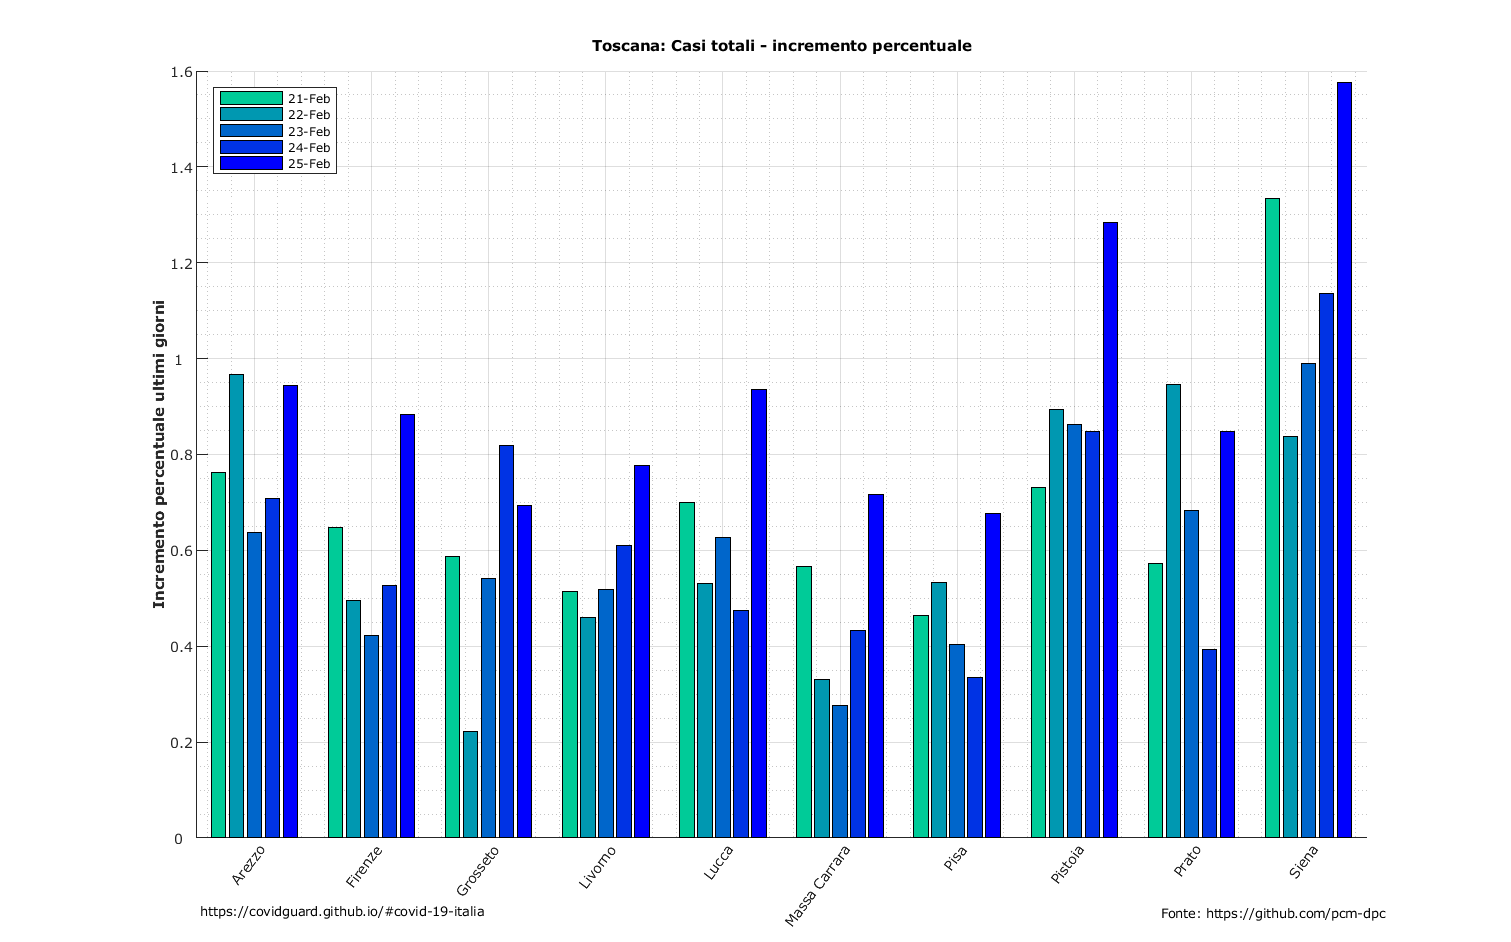 Toscana: Casi totali - incremento percentuale
Incremento percentuale ultimi giorni
1.6
1.4
1.2
1
0.8
0.6
0.4
0.2
0
21-Feb
22-Feb
23-Feb
24-Feb
25-Feb
Arezzo
Firenze
Grosseto
Livorno
Lucca
Massa Carrara
Pisa
Pistoia
Prato
Siena
https://covidguard.github.io/#covid-19-italia
Fonte: https://github.com/pcm-dpc